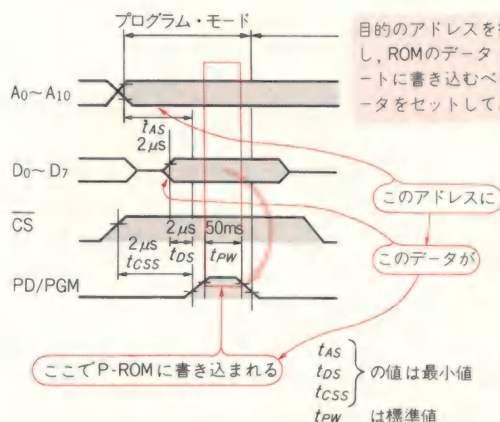 プログラム・モード
目的のアドレスを
し,ROMのデータ
ートに書き込むべ
ータをセットして
A0〜A10
tAS
2μs
D0〜D7
このアドレスに
CS
2μs
tCSS
2μs
tDS
50ms
tPW
このデータが
PD/PGM
ここでP-ROMに書き込まれる
tAS
tDS
tCSS
の値は最小値
tPW は標準値